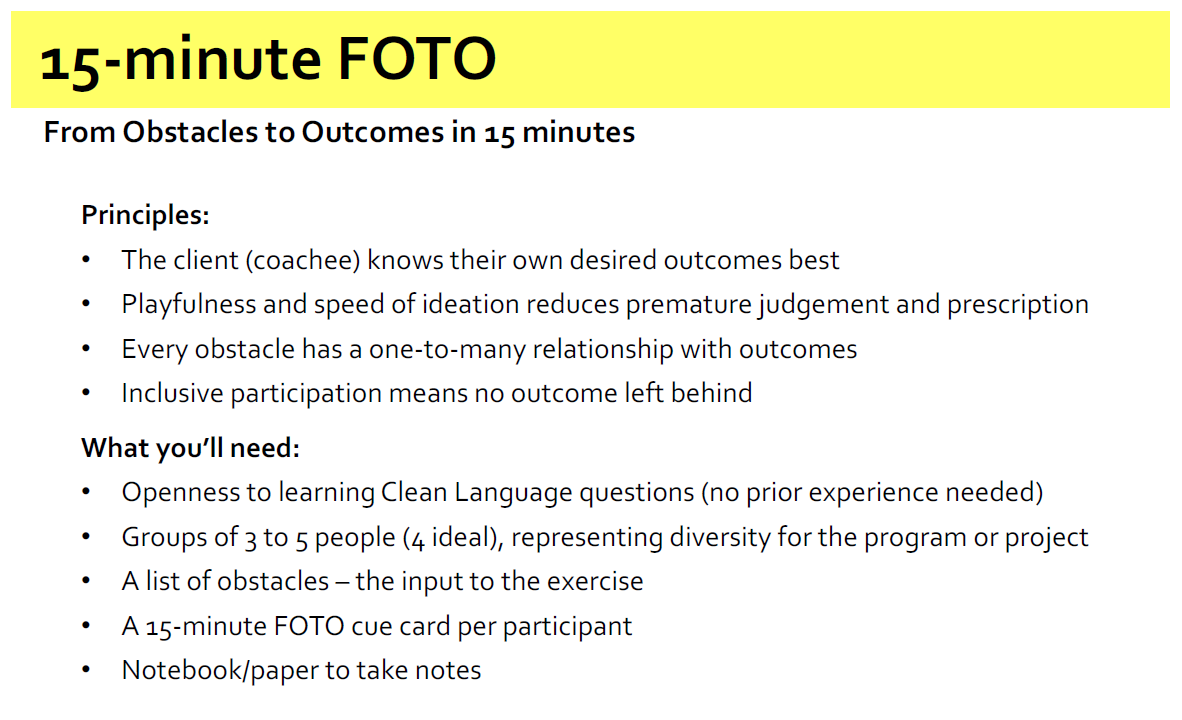 15-minute FOTO
From Obstacles to Outcomes in 15 minutes
Principles:
• The client (coachee) knows their own desired outcomes best
• Playfulness and speed of ideation reduces premature judgement and prescription
• Every obstacle has a one-to-many relationship with outcomes
• Inclusive participation means no outcome left behind
What you’ll need:
• Openness to learning Clean Language questions (no prior experience needed)
• Groups of 3 to 5 people (4 ideal), representing diversity for the program or project
• A list of obstacles – the input to the exercise
• A 15-minute FOTO cue card per participant
• Notebook/paper to take notes